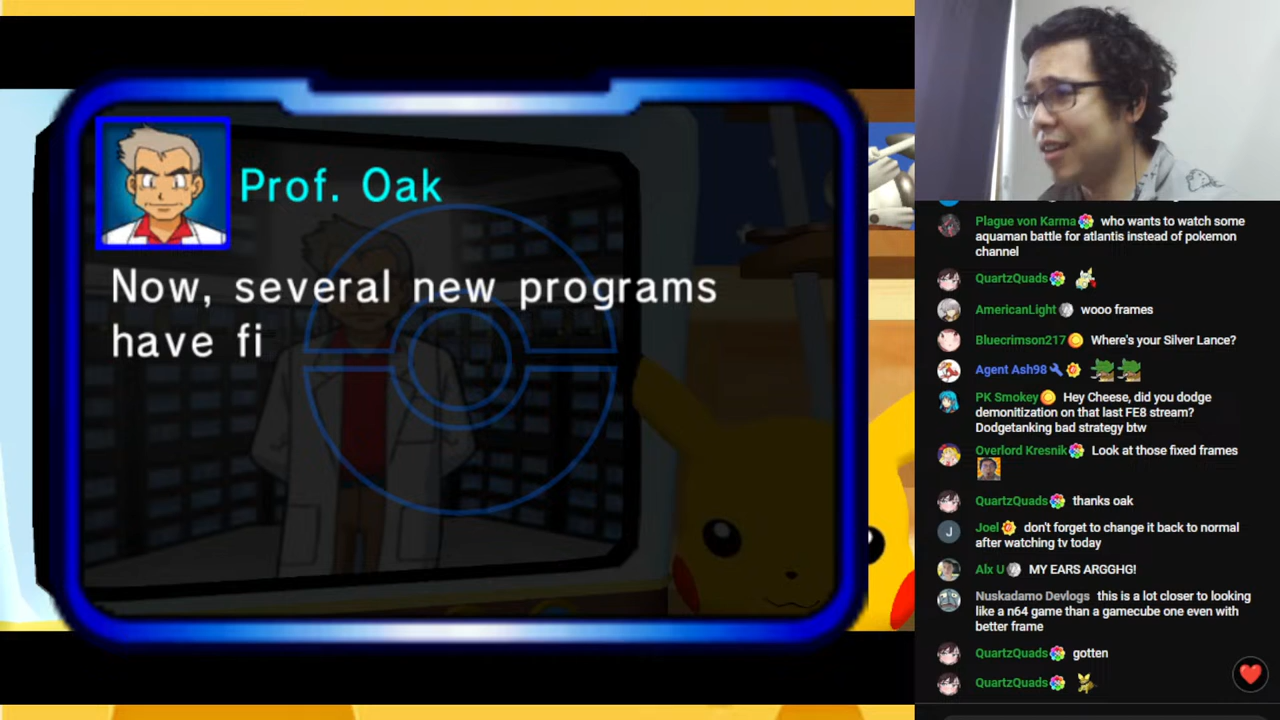 Prof. Oak
Now, several new programs
have fi
Plague von Karma who wants to watch some
aquaman battle for atlantis instead of pokemon
channel
QuartzQuads
AmericanLight wooo frames
Bluecrimson217 Where's your Silver Lance?
Agent Ash98
PK Smokey Hey Cheese, did you dodge
demonitization on that last FE8 stream?
Dodgetanking bad strategy btw
Overlord Kresnik Look at those fixed frames
QuartzQuads thanks oak
J
Joel don't forget to change it back to normal
after watching tv today
Alx U MY EARS ARGGHG!
Nuskadamo Devlogs this is a lot closer to looking
like a n64 game than a gamecube one even with
better frame
QuartzQuads gotten
QuartzQuads